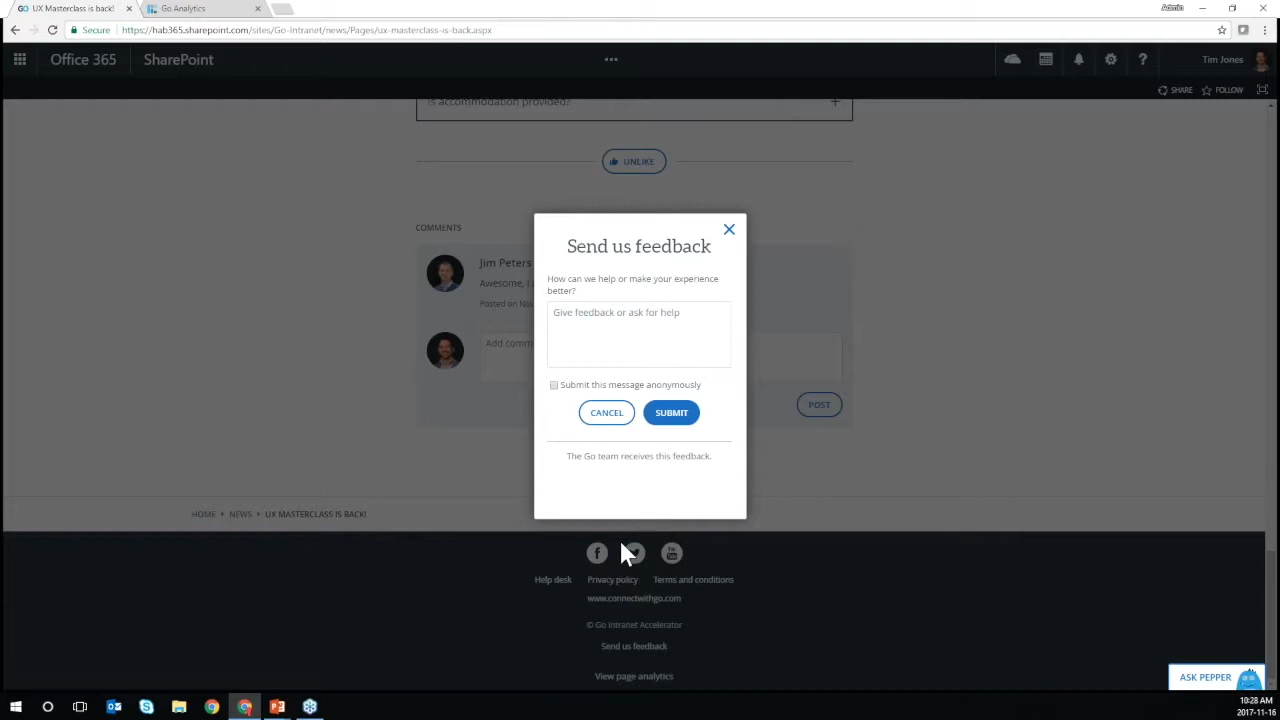 UX Masterclass is back!
Go Analytics
Admin
Secure
https://hab365.sharepoint.com/sites/Go-Intranet/news/Pages/ux-masterclass-is-back.aspx
Office 365
SharePoint
Tim Jones
SHARE
FOLLOW
Is accommodation provided?
UNLIKE
COMMENTS
Jim Peters
Awesome, I
Posted on Nov
Add comm
POST
Send us feedback
How can we help or make your experience
better?
Give feedback or ask for help
Submit this message anonymously
CANCEL
SUBMIT
The Go team receives this feedback.
HOME
NEWS
UX MASTERCLASS IS BACK!
Help desk
Privacy policy
Terms and conditions
www.connectwithgo.com
© Go Intranet Accelerator
Send us feedback
View page analytics
ASK PEPPER
10:28 AM
2017-11-16